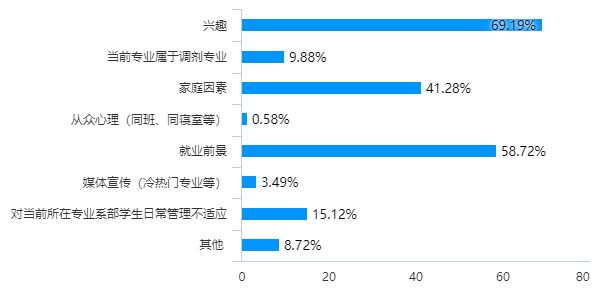 兴趣 69.19%
当前专业属于调剂专业 9.88%
家庭因素 41.28%
从众心理（同班、同寝室等） 0.58%
就业前景 58.72%
媒体宣传（冷热门专业等） 3.49%
对当前所在专业系部学生日常管理不适应 15.12%
其他 8.72%
0 20 40 60 80